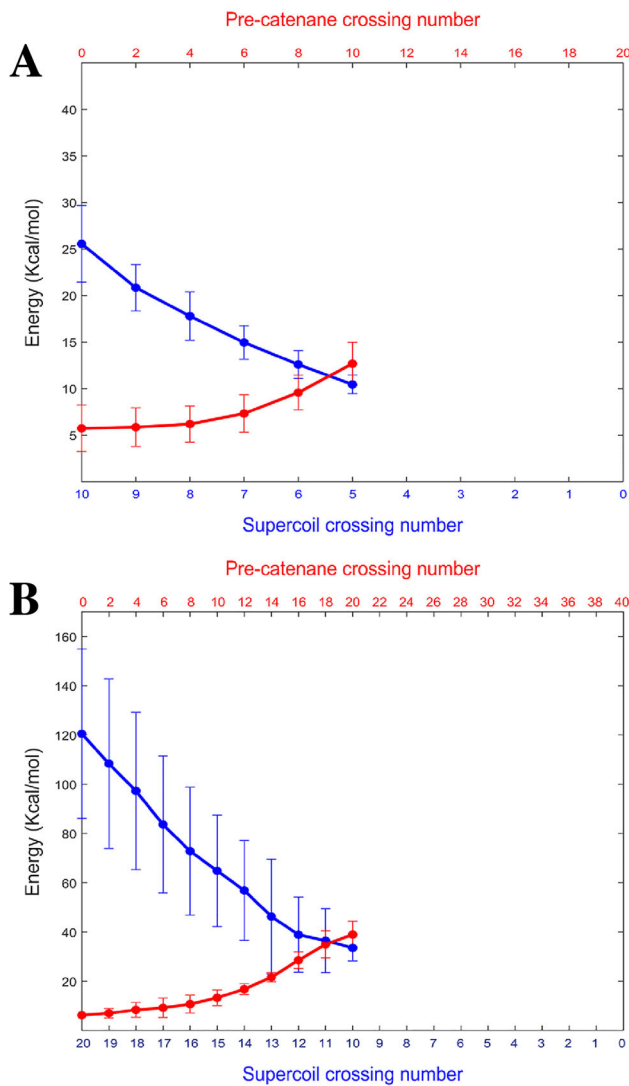 Pre-catenane crossing number
0 2 4 6 8 10 12 14 16 18 20
A
40
35
30
25
20
15
10
5
Energy (Kcal/mol)
10 9 8 7 6 5 4 3 2 1 0
Supercoil crossing number
Pre-catenane crossing number
0 2 4 6 8 10 12 14 16 18 20 22 24 26 28 30 32 34 36 38 40
B
160
140
120
100
80
60
40
20
Energy (Kcal/mol)
20 19 18 17 16 15 14 13 12 11 10 9 8 7 6 5 4 3 2 1 0
Supercoil crossing number